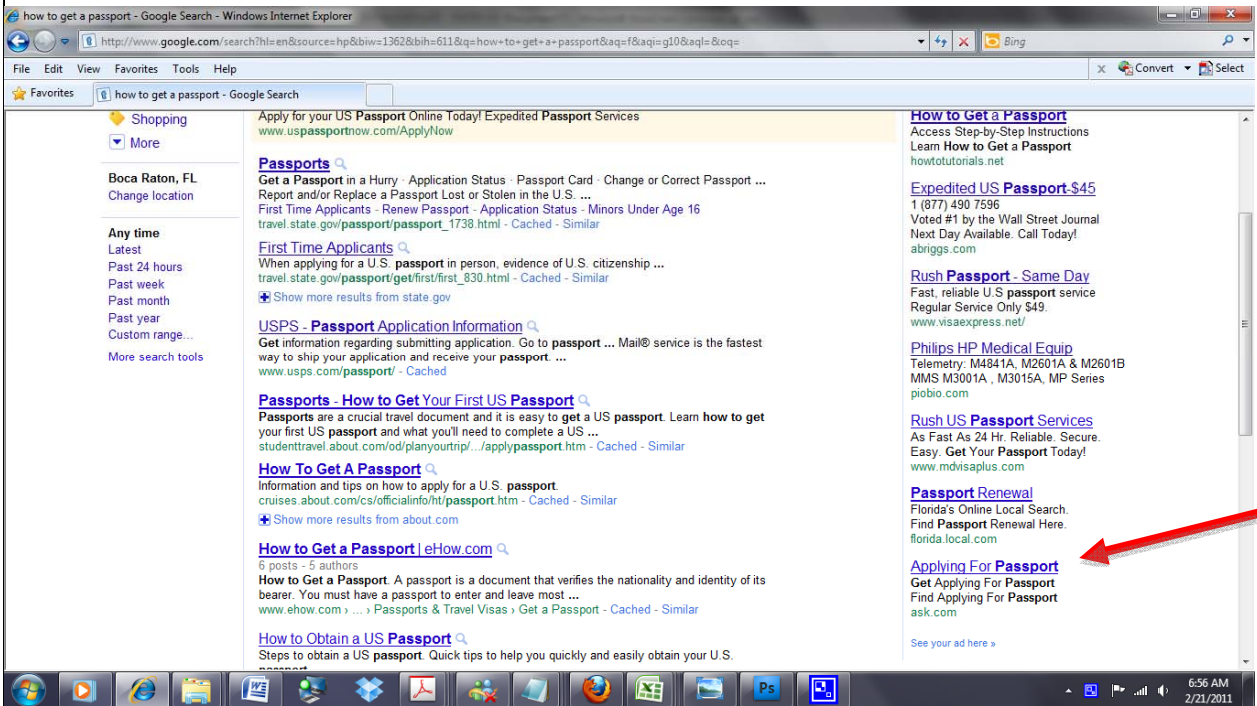 how to get a passport - Google Search - Windows Internet Explorer
http://www.google.com/search?hl=en&source=hp&biw=1362&bih=611&q=how+to+get+a+passport&aq=f&aqi=g10&aql=&oq=
Bing
File Edit View Favorites Tools Help
x Convert Select
Favorites
how to get a passport - Google Search
Shopping
More
Boca Raton, FL
Change location
Any time
Latest
Past 24 hours
Past week
Past month
Past year
Custom range...
More search tools
Apply for your US Passport Online Today! Expedited Passport Services
www.uspassportnow.com/ApplyNow
Passports
Get a Passport in a Hurry - Application Status - Passport Card - Change or Correct Passport ...
Report and/or Replace a Passport Lost or Stolen in the U.S. ...
First Time Applicants - Renew Passport - Application Status - Minors Under Age 16
travel.state.gov/passport/passport_1738.html - Cached - Similar
First Time Applicants
When applying for a U.S. passport in person, evidence of U.S. citizenship ...
travel.state.gov/passport/get/first/first_830.html - Cached - Similar
Show more results from state.gov
USPS - Passport Application Information
Get information regarding submitting application. Go to passport ... Mail® service is the fastest
way to ship your application and receive your passport. ...
www.usps.com/passport/ - Cached
Passports - How to Get Your First US Passport
Passports are a crucial travel document and it is easy to get a US passport. Learn how to get
your first US passport and what you'll need to complete a US ...
studenttravel.about.com/od/planyourtrip/.../applypassport.htm - Cached - Similar
How To Get A Passport
Information and tips on how to apply for a U.S. passport.
cruises.about.com/cs/officialinfo/ht/passport.htm - Cached - Similar
Show more results from about.com
How to Get a Passport | eHow.com
6 posts - 5 authors
How to Get a Passport. A passport is a document that verifies the nationality and identity of its
bearer. You must have a passport to enter and leave most ...
www.ehow.com › ... › Passports & Travel Visas › Get a Passport - Cached - Similar
How to Obtain a US Passport
Steps to obtain a US passport. Quick tips to help you quickly and easily obtain your U.S.
passport
How to Get a Passport
Access Step-by-Step Instructions
Learn How to Get a Passport
howtotutorials.net
Expedited US Passport-$45
1 (877) 490 7596
Voted #1 by the Wall Street Journal
Next Day Available. Call Today!
abriggs.com
Rush Passport - Same Day
Fast, reliable U.S passport service
Regular Service Only $49.
www.visaexpress.net/
Philips HP Medical Equip
Telemetry: M4841A, M2601A & M2601B
MMS M3001A , M3015A, MP Series
piobio.com
Rush US Passport Services
As Fast As 24 Hr. Reliable. Secure.
Easy. Get Your Passport Today!
www.mdvisaplus.com
Passport Renewal
Florida's Online Local Search.
Find Passport Renewal Here.
florida.local.com
Applying For Passport
Get Applying For Passport
Find Applying For Passport
ask.com
See your ad here »
Ps
6:56 AM
2/21/2011